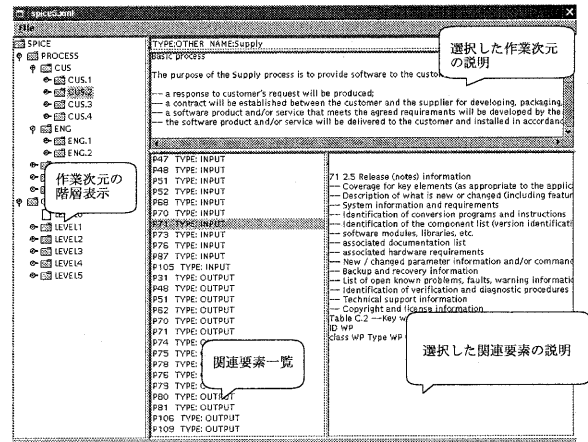 spice5.xml
File
SPICE
PROCESS
CUS
CUS.1
CUS.2
CUS.3
CUS.4
ENG
ENG.1
ENG.2
LEVEL1
LEVEL2
LEVEL3
LEVEL4
LEVEL5
作業次元の
階層表示
TYPE:OTHER NAME:Supply
Basic process
The purpose of the Supply process is to provide software to the
--- a response to customer's request will be produced;
--- a contract will be established between the customer and the supplier for developing, packaging,
--- a software product and/or service that meets the agreed requirements will be developed by the
--- the software product and/or service will be delivered to the customer and installed in
選択した作業次元
の説明
P47 TYPE: INPUT
P48 TYPE: INPUT
P51 TYPE: INPUT
P52 TYPE: INPUT
P68 TYPE: INPUT
P70 TYPE: INPUT
P71 TYPE: INPUT
P73 TYPE: INPUT
P76 TYPE: INPUT
P87 TYPE: INPUT
P105 TYPE: INPUT
P31 TYPE: OUTPUT
P48 TYPE: OUTPUT
P51 TYPE: OUTPUT
P62 TYPE: OUTPUT
P70 TYPE: OUTPUT
P71 TYPE: OUTPUT
P74 TYPE:
P75 TYPE:
P78 TYPE:
P76 TYPE:
P79 TYPE:
P80 TYPE: OUTPUT
P81 TYPE: OUTPUT
P106 TYPE: OUTPUT
P109 TYPE: OUTPUT
関連要素一覧
71 2.5 Release (notes) information
--- Coverage for key elements (as appropriate to the
--- Description of what is new or changed (including
--- System information and requirements
--- Identification of conversion programs and instructions
--- Identification of the component list (version
--- software modules, libraries, etc.
--- associated documentation list
--- associated hardware requirements
--- New / changed parameter information and/or
--- Backup and recovery information
--- List of open known problems, faults, warning
--- Identification of verification and diagnostic procedures
--- Technical support information
--- Copyright and license information
Table C.2 ---Key
ID WP
class WP Type WP
選択した関連要素の説明